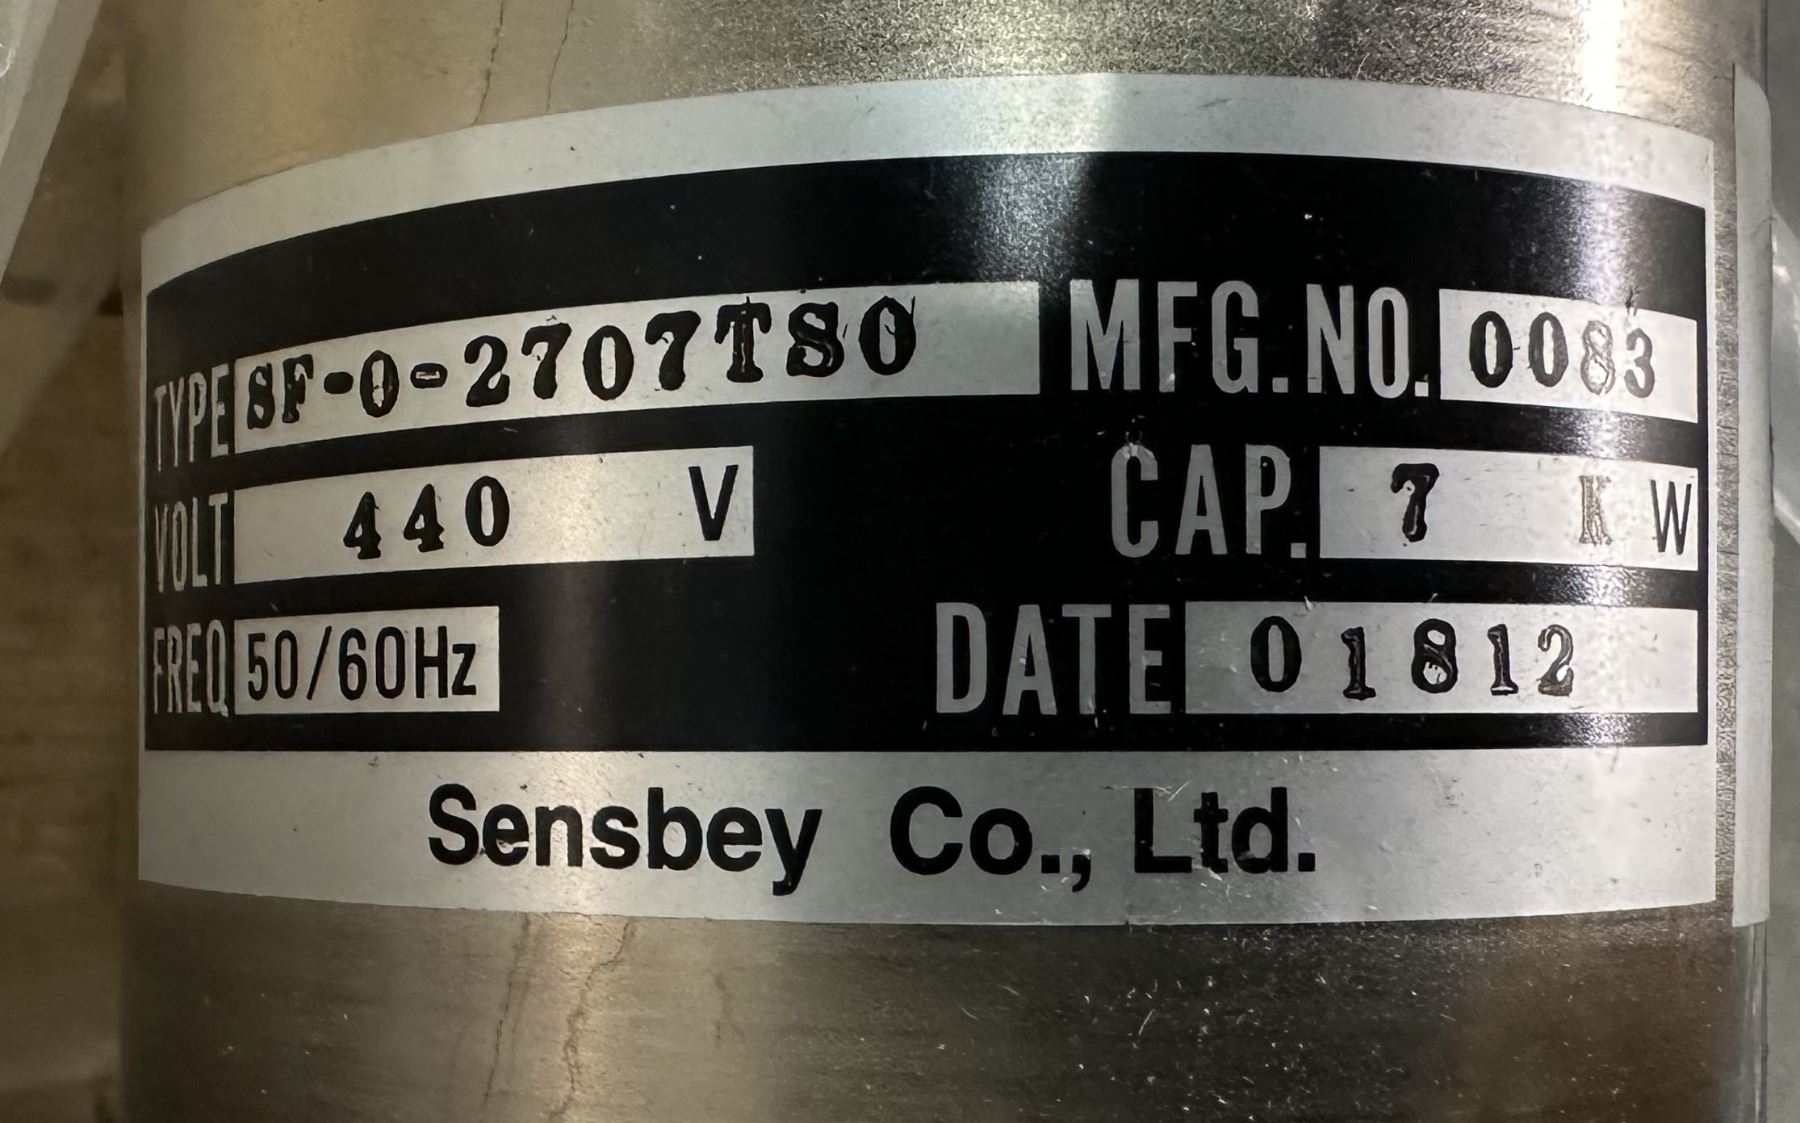 TYPE SF-0-2707TS0 MFG.NO. 0083
VOLT 440 V CAP. 7 KW
FREQ 50/60Hz DATE 01812
Sensbey Co., Ltd.